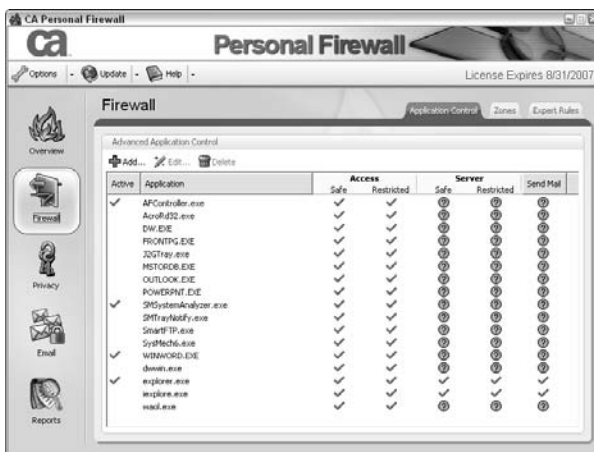 CA Personal Firewall
ca
Personal Firewall
Options Update Help
License Expires 8/31/2007
Overview
Firewall
Privacy
Email
Reports
Firewall
Application Control Zones Expert Rules
Advanced Application Control
Add... Edit... Delete
Access Server
Active Application Safe Restricted Safe Restricted Send Mail
AFController.exe
AcroRd32.exe
DW.EXE
FRONTPG.EXE
J2GTray.exe
MSTORDB.EXE
OUTLOOK.EXE
POWERPNT.EXE
SMSystemAnalyzer.exe
SMTrayNotify.exe
SmartFTP.exe
SysMech6.exe
WINWORD.EXE
dwwin.exe
explorer.exe
iexplore.exe
waol.exe